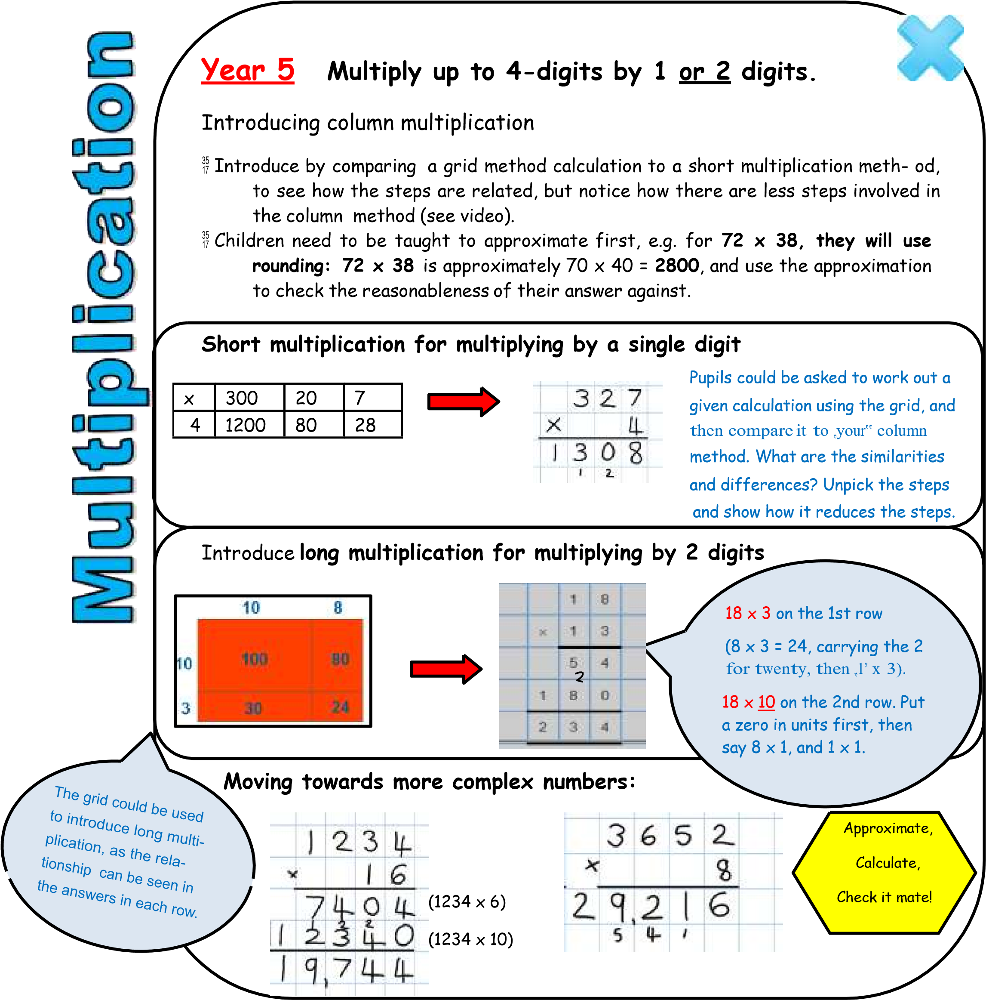 Multiplication
Year 5 Multiply up to 4-digits by 1 or 2 digits.
Introducing column multiplication
35 17 Introduce by comparing a grid method calculation to a short multiplication meth- od,
to see how the steps are related, but notice how there are less steps involved in
the column method (see video).
35 17 Children need to be taught to approximate first, e.g. for 72 x 38, they will use
rounding: 72 x 38 is approximately 70 x 40 = 2800, and use the approximation
to check the reasonableness of their answer against.
Short multiplication for multiplying by a single digit
x 300 20 7
4 1200 80 28
3 2 7
x 4
1 3 0 8
1 2
Pupils could be asked to work out a
given calculation using the grid, and
then compare it to „your‟ column
method. What are the similarities
and differences? Unpick the steps
and show how it reduces the steps.
Introduce long multiplication for multiplying by 2 digits
10 8
10 100 80
3 30 24
1 8
x 1 3
5 4
2
1 8 0
2 3 4
18 x 3 on the 1st row
(8 x 3 = 24, carrying the 2
for twenty, then „1‟ x 3).
18 x 10 on the 2nd row. Put
a zero in units first, then
say 8 x 1, and 1 x 1.
The grid could be used
to introduce long multi-
plication, as the rela-
tionship can be seen in
the answers in each row.
Moving towards more complex numbers:
1 2 3 4
x 1 6
7 4 0 4 (1234 x 6)
1 2 2
1 2 3 4 0 (1234 x 10)
1 9,7 4 4
3 6 5 2
x 8
2 9,2 1 6
5 4 1
Approximate,
Calculate,
Check it mate!